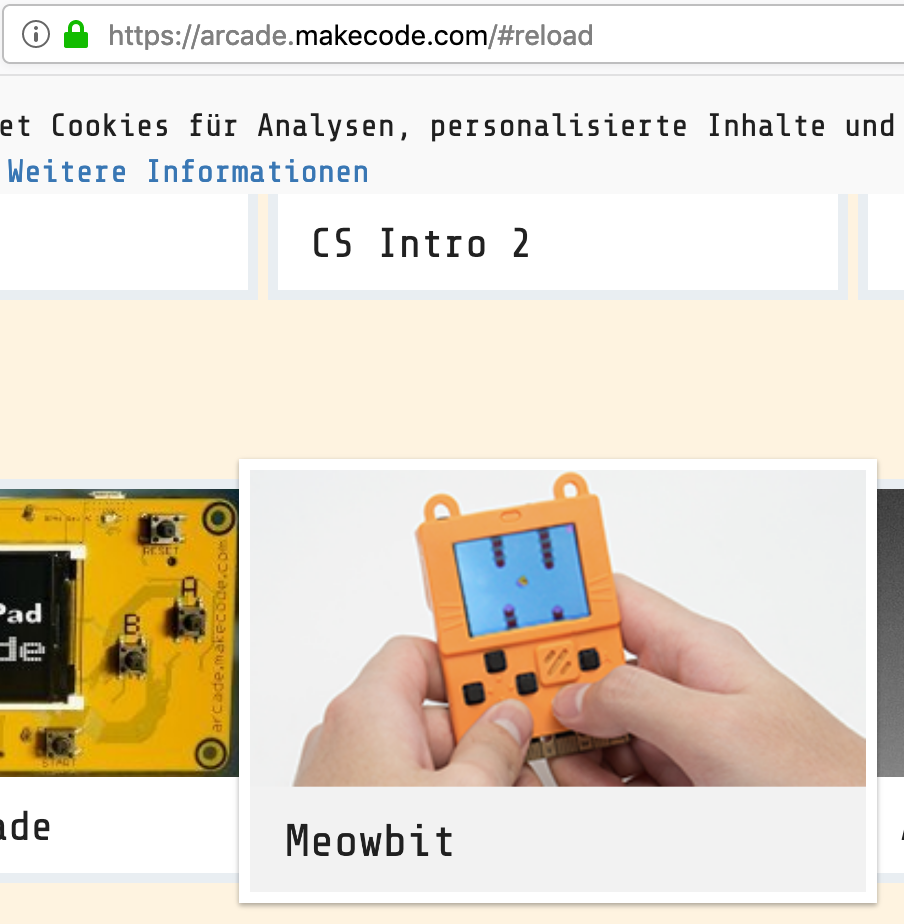 https://arcade.makecode.com/#reload
et Cookies für Analysen, personalisierte Inhalte und
Weitere Informationen
CS Intro 2
RESET
A
Pad
B
de
arcade.makecode.com
START
ade
Meowbit